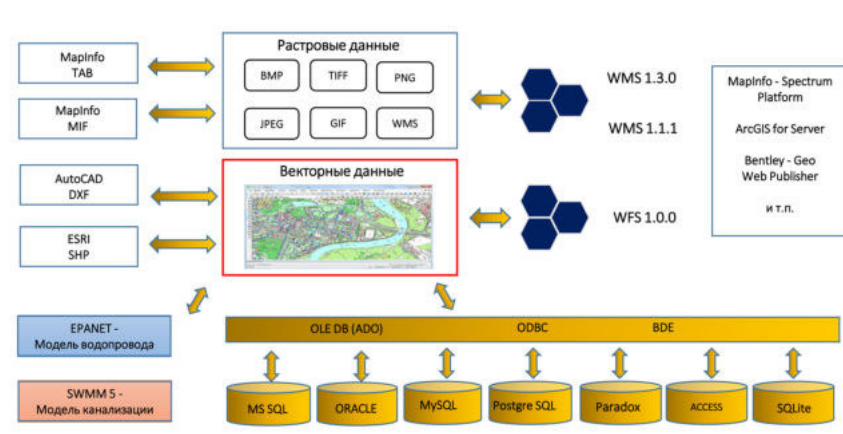 MapInfo
TAB
MapInfo
MIF
AutoCAD
DXF
ESRI
SHP
Растровые данные
BMP
TIFF
PNG
JPEG
GIF
WMS
Векторные данные
WMS 1.3.0
WMS 1.1.1
WFS 1.0.0
MapInfo - Spectrum
Platform
ArcGIS for Server
Bentley - Geo
Web Publisher
и т.п.
EPANET -
Модель водопровода
SWMM 5 -
Модель канализации
OLE DB (ADO)
ODBC
BDE
MS SQL
ORACLE
MySQL
Postgre SQL
Paradox
ACCESS
SQLite